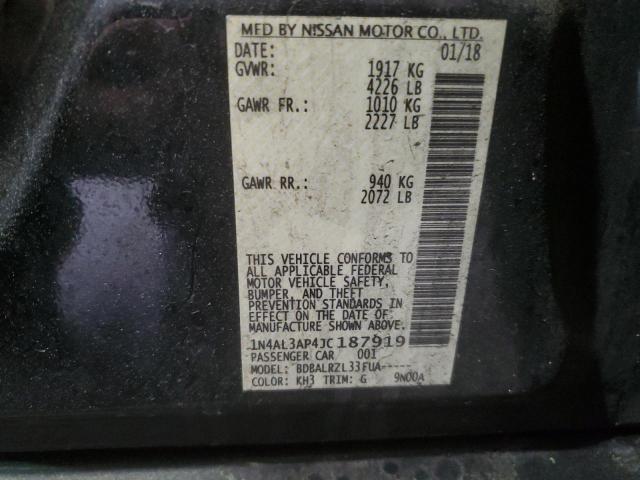 MFD BY NISSAN MOTOR CO., LTD.
DATE: 01/18
GVWR: 1917 KG
4226 LB
GAWR FR.: 1010 KG
2227 LB
GAWR RR.: 940 KG
2072 LB
THIS VEHICLE CONFORMS TO
ALL APPLICABLE FEDERAL
MOTOR VEHICLE SAFETY,
BUMPER, AND THEFT
PREVENTION STANDARDS IN
EFFECT ON THE DATE OF
MANUFACTURE SHOWN ABOVE.
1N4AL3AP4JC187919
PASSENGER CAR 001
MODEL: BDBALRZL33FUA-----
COLOR: KH3 TRIM: G 9N00A